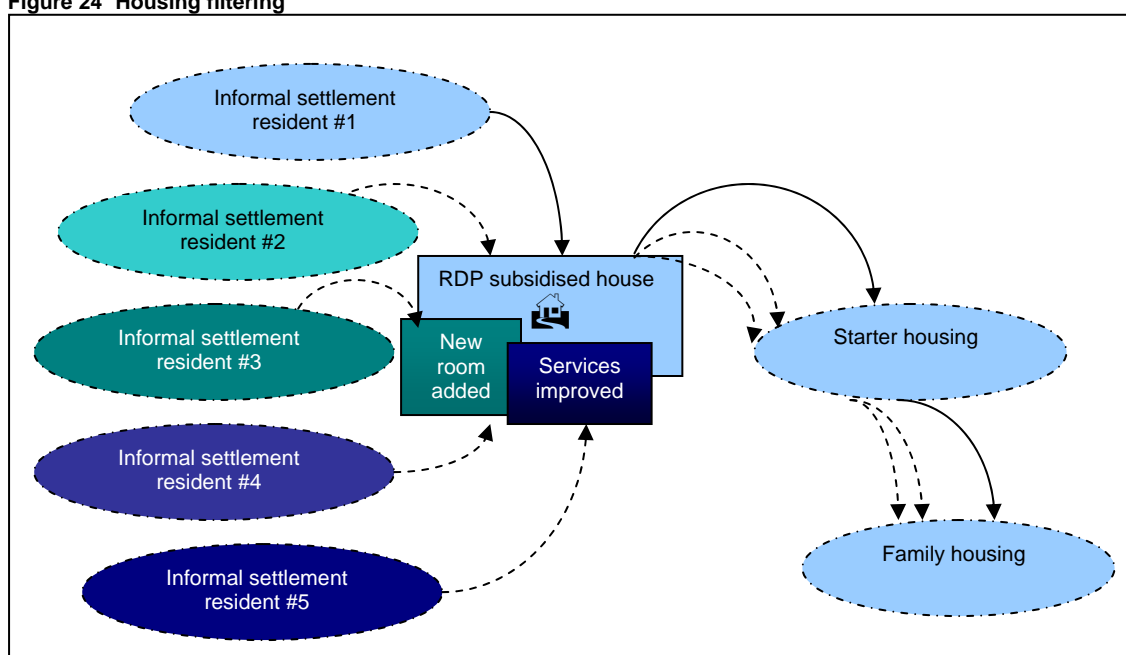 Figure 24 Housing filtering
Informal settlement
resident #1
Informal settlement
resident #2
RDP subsidised house
Informal settlement
resident #3
New
room
added
Services
improved
Starter housing
Informal settlement
resident #4
Informal settlement
resident #5
Family housing